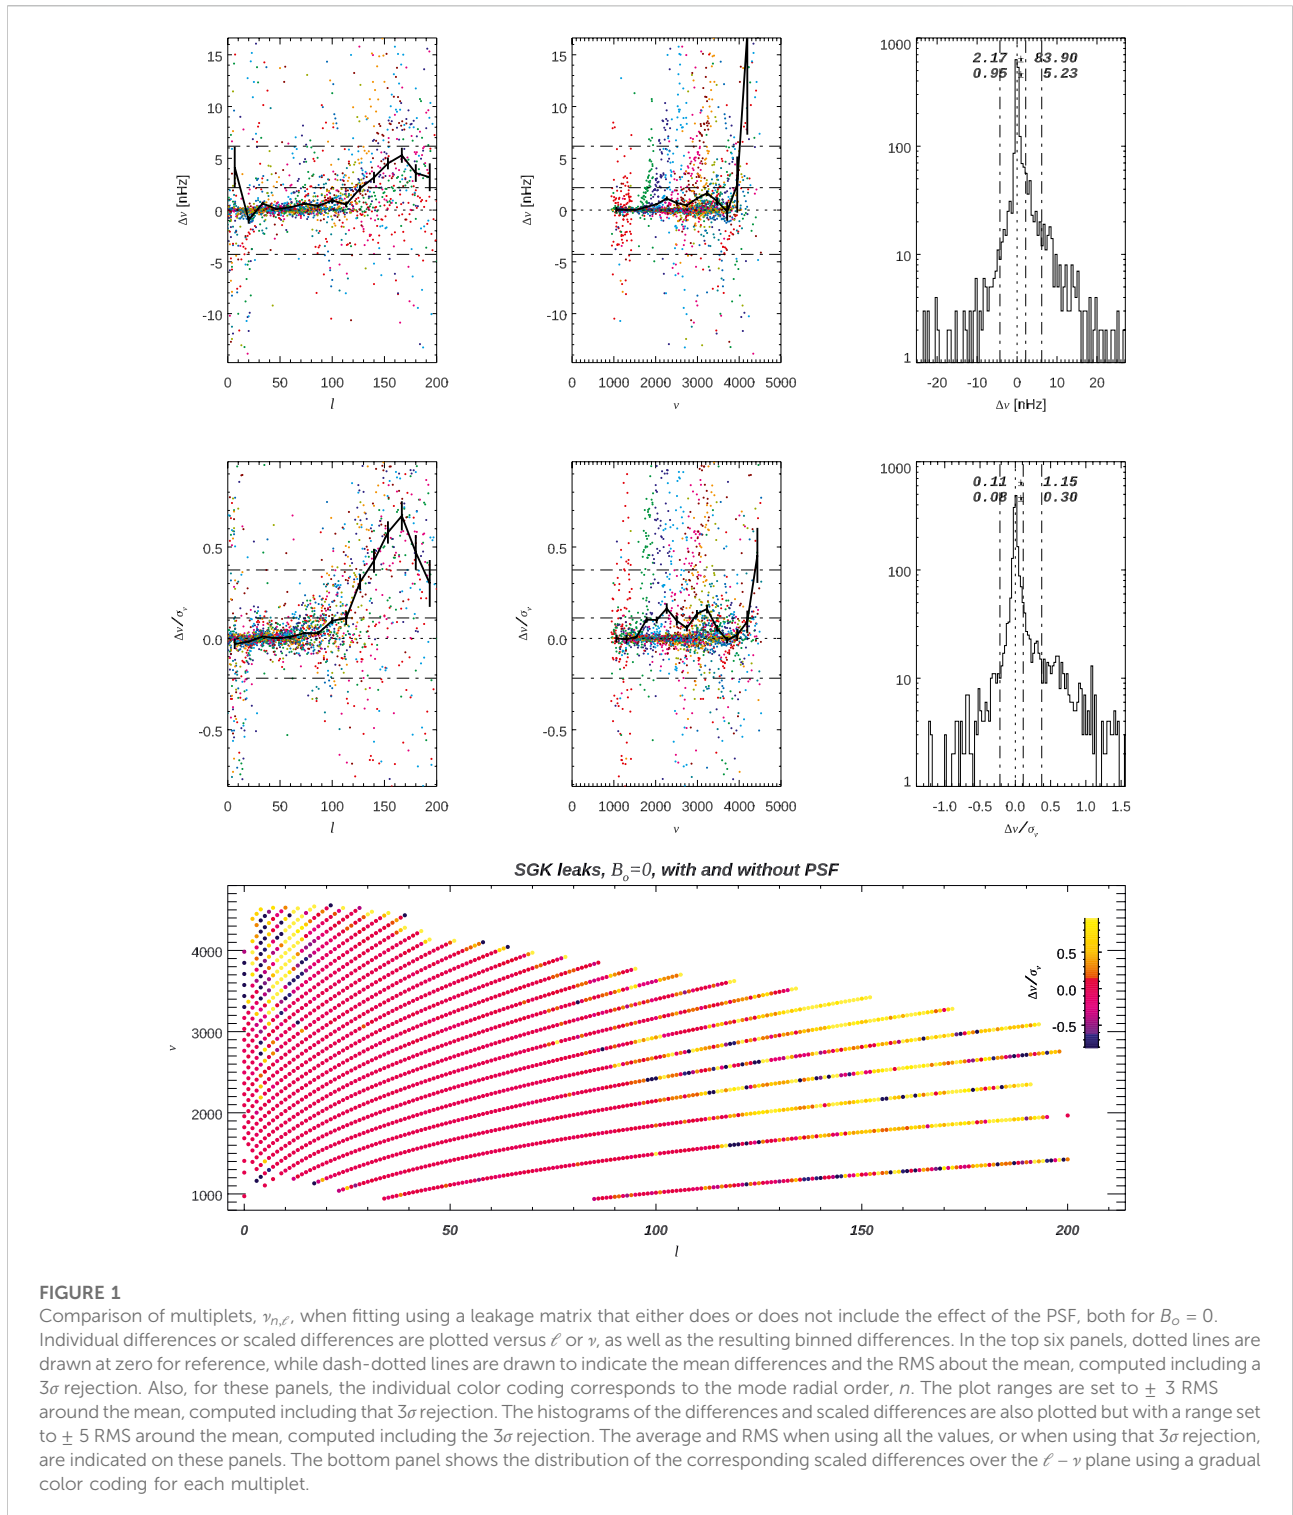 15
10
5
0
-5
-10
Δν [nHz]
0 50 100 150 200
l
15
10
5
0
-5
-10
Δν [nHz]
0 1000 2000 3000 4000 5000
ν
1000
100
10
1
2.17 ± 83.90
0.95 ± 5.23
-20 -10 0 10 20
Δν [nHz]
0.5
0.0
-0.5
Δν/σν
0 50 100 150 200
l
0.5
0.0
-0.5
Δν/σν
0 1000 2000 3000 4000 5000
ν
1000
100
10
1
0.11 ± 1.15
0.08 ± 0.30
-1.0 -0.5 0.0 0.5 1.0 1.5
Δν/σν
SGK leaks, Bo=0, with and without PSF
4000
3000
2000
1000
ν
0.5
0.0
-0.5
Δν/σν
0 50 100 150 200
l
FIGURE 1
Comparison of multiplets, νn,ℓ, when fitting using a leakage matrix that either does or does not include the effect of the PSF, both for Bo = 0.
Individual differences or scaled differences are plotted versus ℓ or ν, as well as the resulting binned differences. In the top six panels, dotted lines are
drawn at zero for reference, while dash-dotted lines are drawn to indicate the mean differences and the RMS about the mean, computed including a
3σ rejection. Also, for these panels, the individual color coding corresponds to the mode radial order, n. The plot ranges are set to ± 3 RMS
around the mean, computed including that 3σ rejection. The histograms of the differences and scaled differences are also plotted but with a range set
to ± 5 RMS around the mean, computed including the 3σ rejection. The average and RMS when using all the values, or when using that 3σ rejection,
are indicated on these panels. The bottom panel shows the distribution of the corresponding scaled differences over the ℓ – ν plane using a gradual
color coding for each multiplet.